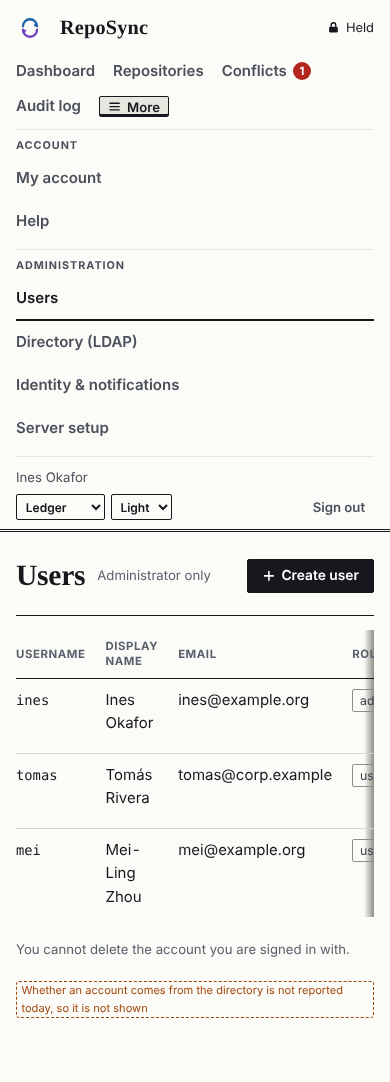 RepoSync
Held
Dashboard Repositories Conflicts 1
Audit log More
ACCOUNT
My account
Help
ADMINISTRATION
Users
Directory (LDAP)
Identity & notifications
Server setup
Ines Okafor
Ledger Light Sign out
Users Administrator only + Create user
USERNAME DISPLAY NAME EMAIL
ines Ines Okafor ines@example.org
tomas Tomás Rivera tomas@corp.example
mei Mei-Ling Zhou mei@example.org
You cannot delete the account you are signed in with.
Whether an account comes from the directory is not reported
today, so it is not shown